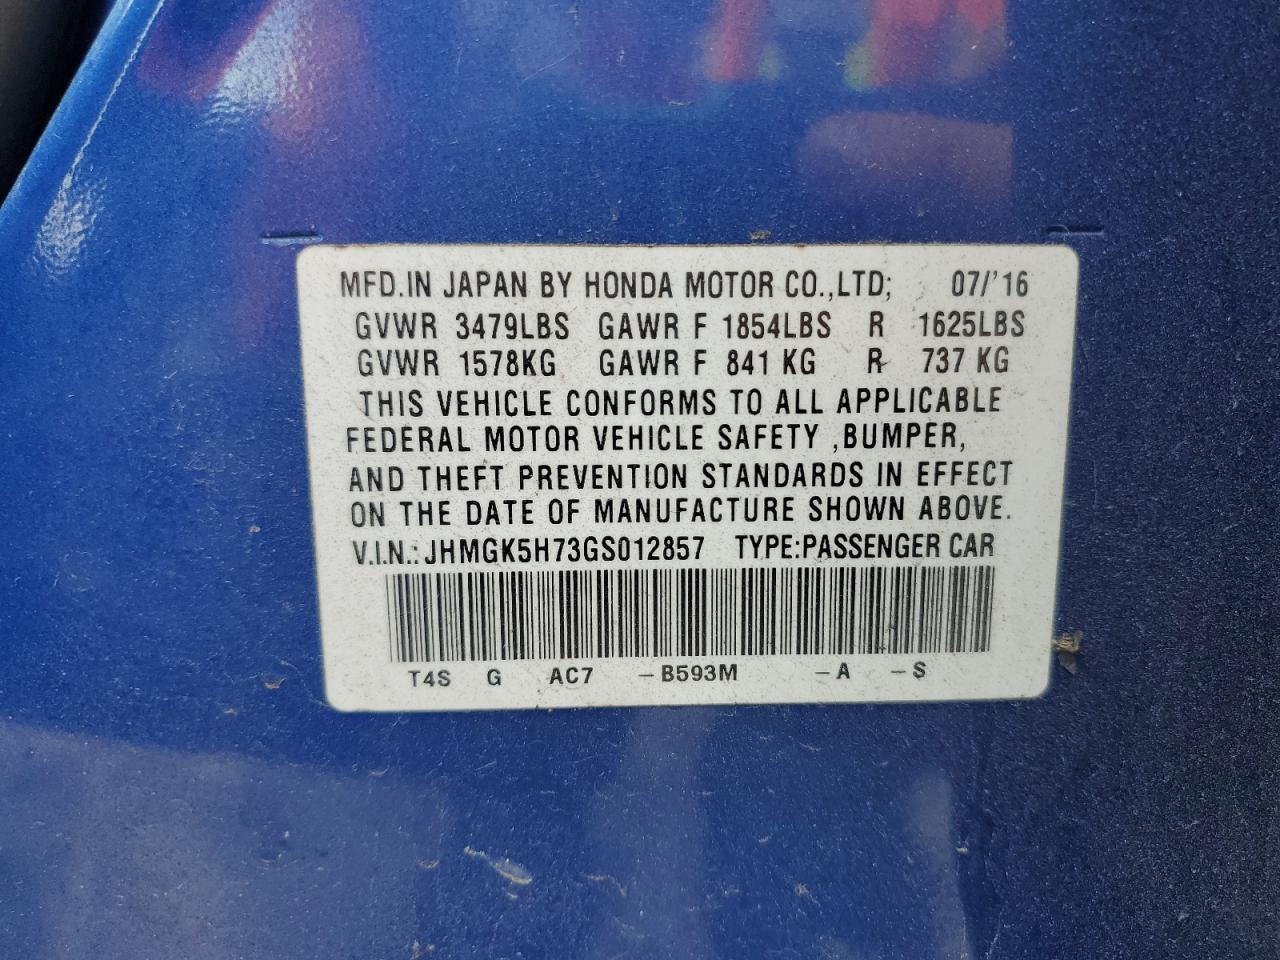 MFD.IN JAPAN BY HONDA MOTOR CO.,LTD; 07/'16
GVWR 3479LBS GAWR F 1854LBS R 1625LBS
GVWR 1578KG GAWR F 841 KG R 737 KG
THIS VEHICLE CONFORMS TO ALL APPLICABLE
FEDERAL MOTOR VEHICLE SAFETY ,BUMPER,
AND THEFT PREVENTION STANDARDS IN EFFECT
ON THE DATE OF MANUFACTURE SHOWN ABOVE.
V.I.N.: JHMGK5H73GS012857 TYPE:PASSENGER CAR
T4S G AC7 -B593M -A -S